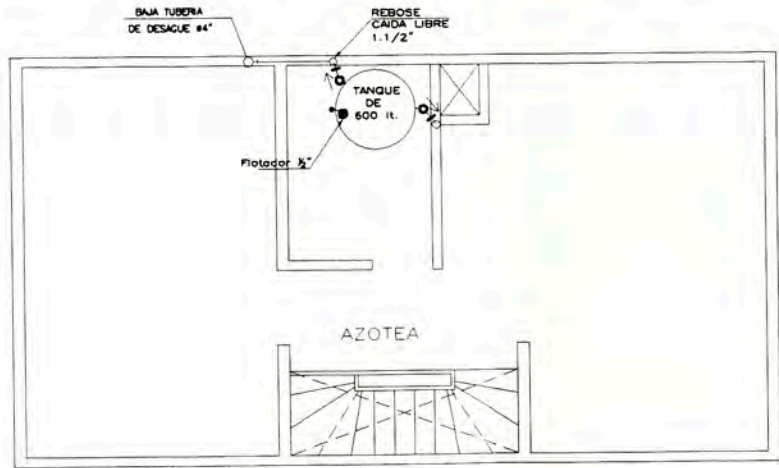 BAJA TUBERIA
DE DESAGUE ø4"
REBOSE
CAIDA LIBRE
1.1/2"
TANQUE
DE
600 lt.
Flotador ½"
AZOTEA